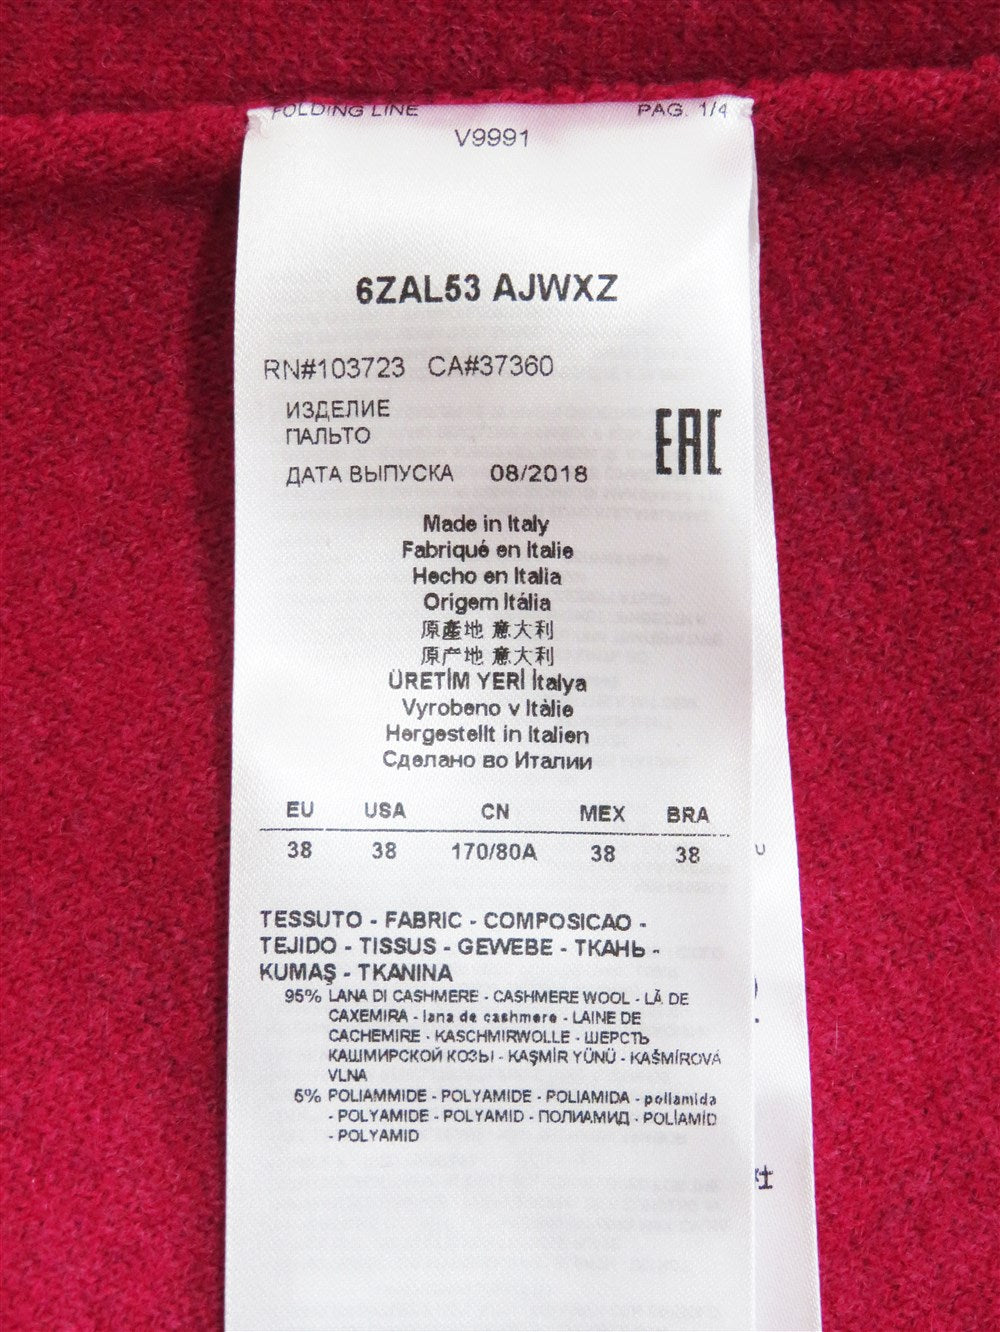 FOLDING LINE PAG. 1/4
V9991
6ZAL53 AJWXZ
RN#103723 CA#37360
ИЗДЕЛИЕ
ПАЛЬТО
EAC
ДАТА ВЫПУСКА 08/2018
Made in Italy
Fabriqué en Italie
Hecho en Italia
Origem Itália
原產地 意大利
原产地 意大利
ÜRETİM YERİ İtalya
Vyrobeno v Itàlie
Hergestellt in Italien
Сделано во Италии
EU USA CN MEX BRA
38 38 170/80A 38 38
TESSUTO - FABRIC - COMPOSICAO -
TEJIDO - TISSUS - GEWEBE - ТКАНЬ -
KUMAŞ - TKANINA
95% LANA DI CASHMERE - CASHMERE WOOL - LÃ DE
CAXEMIRA - lana de cashmere - LAINE DE
CACHEMIRE - KASCHMIRWOLLE - ШЕРСТЬ
КАШМИРСКОЙ КОЗЫ - KAŞMİR YÜNÜ - KAŠMÍROVÁ
VLNA
5% POLIAMMIDE - POLYAMIDE - POLIAMIDA - poliamida
- POLYAMIDE - POLYAMID - ПОЛИАМИД - POLİAMİD
- POLYAMID